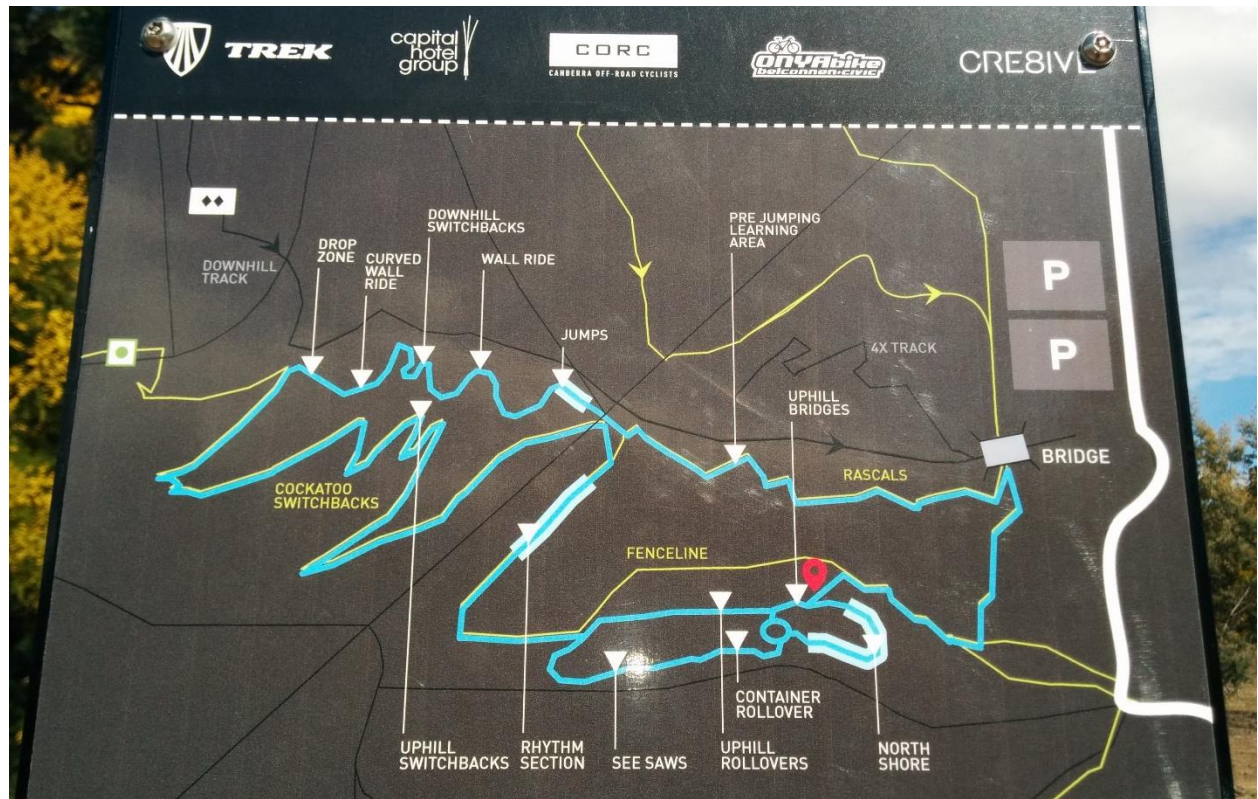 TREK
capital
hotel
group
CORC
CANBERRA OFF-ROAD CYCLISTS
ONYAbike
belconnen•civic
CRE8IVE
DOWNHILL
SWITCHBACKS
PRE JUMPING
LEARNING
AREA
DROP
ZONE
CURVED
WALL
RIDE
WALL RIDE
DOWNHILL
TRACK
P
P
JUMPS
4X TRACK
UPHILL
BRIDGES
BRIDGE
RASCALS
COCKATOO
SWITCHBACKS
FENCELINE
CONTAINER
ROLLOVER
UPHILL
SWITCHBACKS
RHYTHM
SECTION
SEE SAWS
UPHILL
ROLLOVERS
NORTH
SHORE